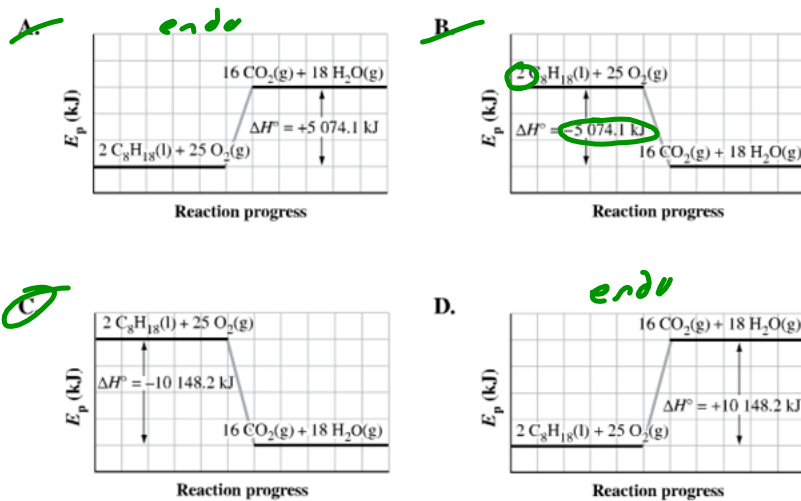 A. endo
16 CO₂(g) + 18 H₂O(g)
ΔH° = +5 074.1 kJ
2 C₈H₁₈(l) + 25 O₂(g)
Eₚ (kJ)
Reaction progress
B.
2 C₈H₁₈(l) + 25 O₂(g)
ΔH° = −5 074.1 kJ
16 CO₂(g) + 18 H₂O(g)
Eₚ (kJ)
Reaction progress
C
2 C₈H₁₈(l) + 25 O₂(g)
ΔH° = −10 148.2 kJ
16 CO₂(g) + 18 H₂O(g)
Eₚ (kJ)
Reaction progress
D. endo
16 CO₂(g) + 18 H₂O(g)
ΔH° = +10 148.2 kJ
2 C₈H₁₈(l) + 25 O₂(g)
Eₚ (kJ)
Reaction progress